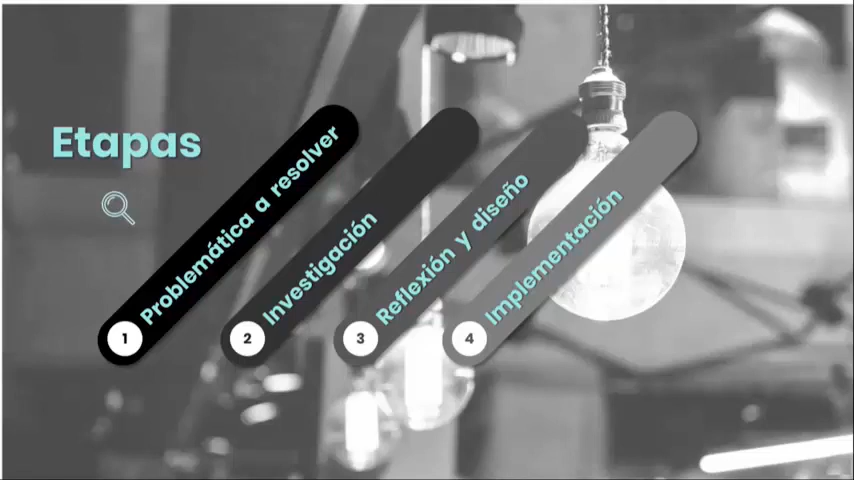 Etapas
1 Problemática a resolver
2 Investigación
3 Reflexión y diseño
4 Implementación